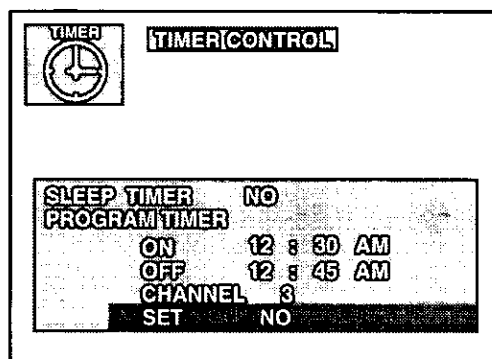 TIMER
TIMER CONTROL
SLEEP TIMER NO
PROGRAM TIMER
ON 12 : 30 AM
OFF 12 : 45 AM
CHANNEL 3
SET NO